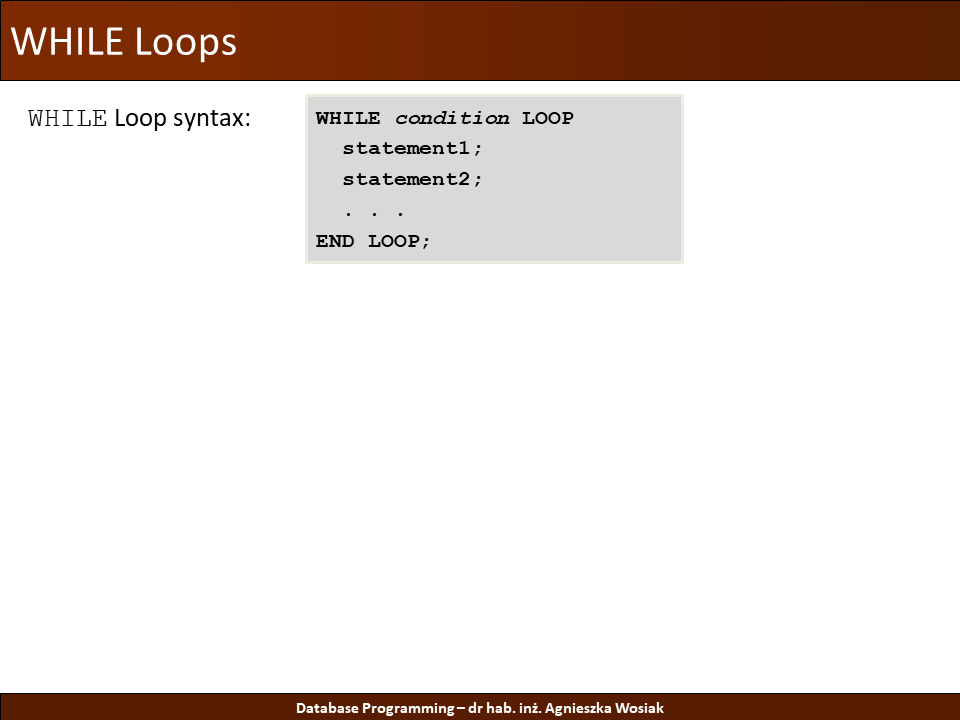 WHILE Loops
WHILE Loop syntax:
WHILE condition LOOP
statement1;
statement2;
. . .
END LOOP;
Database Programming – dr hab. inż. Agnieszka Wosiak